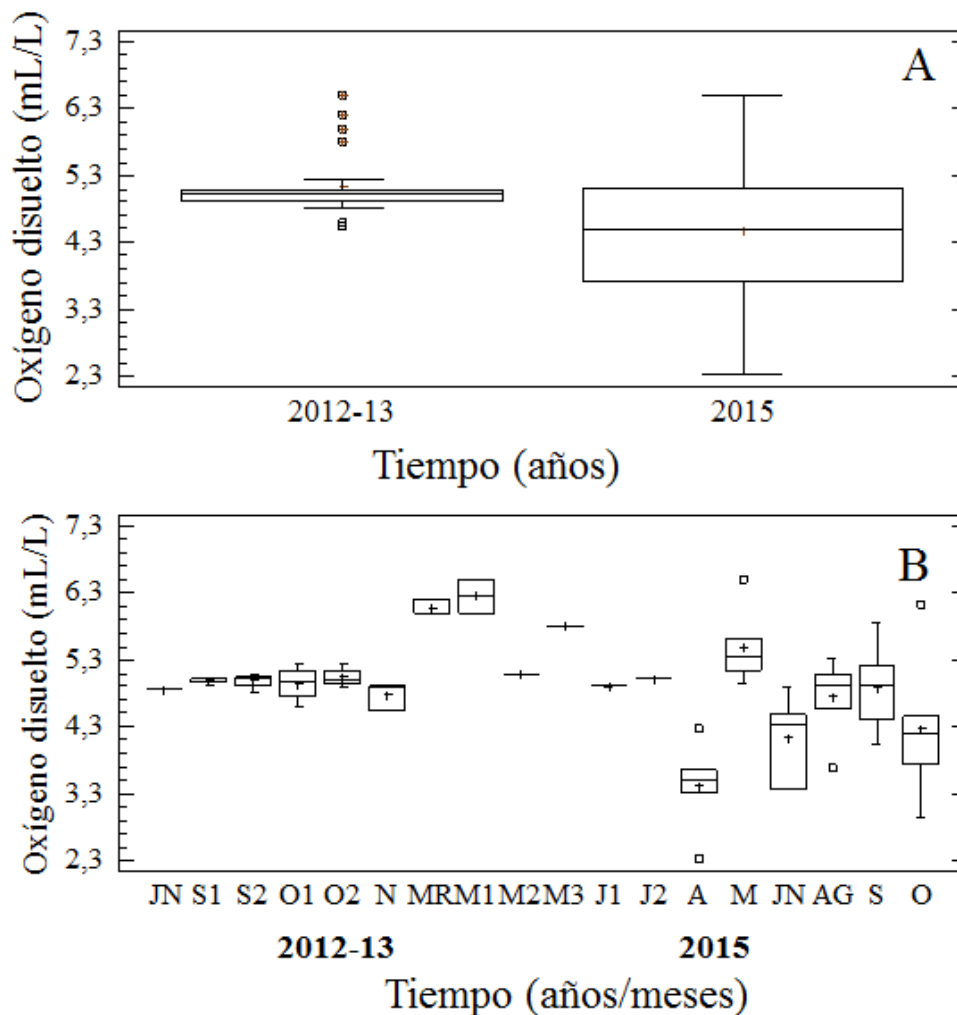 Oxígeno disuelto (mL/L)
A
7,3
6,3
5,3
4,3
3,3
2,3
2012-13 2015
Tiempo (años)
Oxígeno disuelto (mL/L)
B
7,3
6,3
5,3
4,3
3,3
2,3
JN S1 S2 O1 O2 N MR M1 M2 M3 J1 J2 A M JN AG S O
2012-13 2015
Tiempo (años/meses)